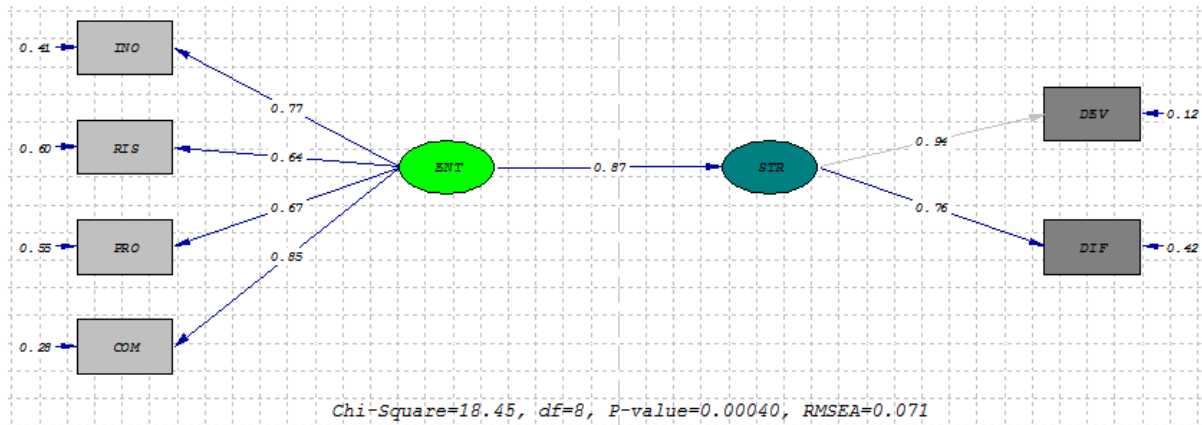 0.41 INO
0.77
0.60 RIS
0.64
ENT 0.87 STR
0.67
0.55 PRO
0.85
0.28 COM
0.94
DEV 0.12
0.76
DIF 0.42
Chi-Square=18.45, df=8, P-value=0.00040, RMSEA=0.071